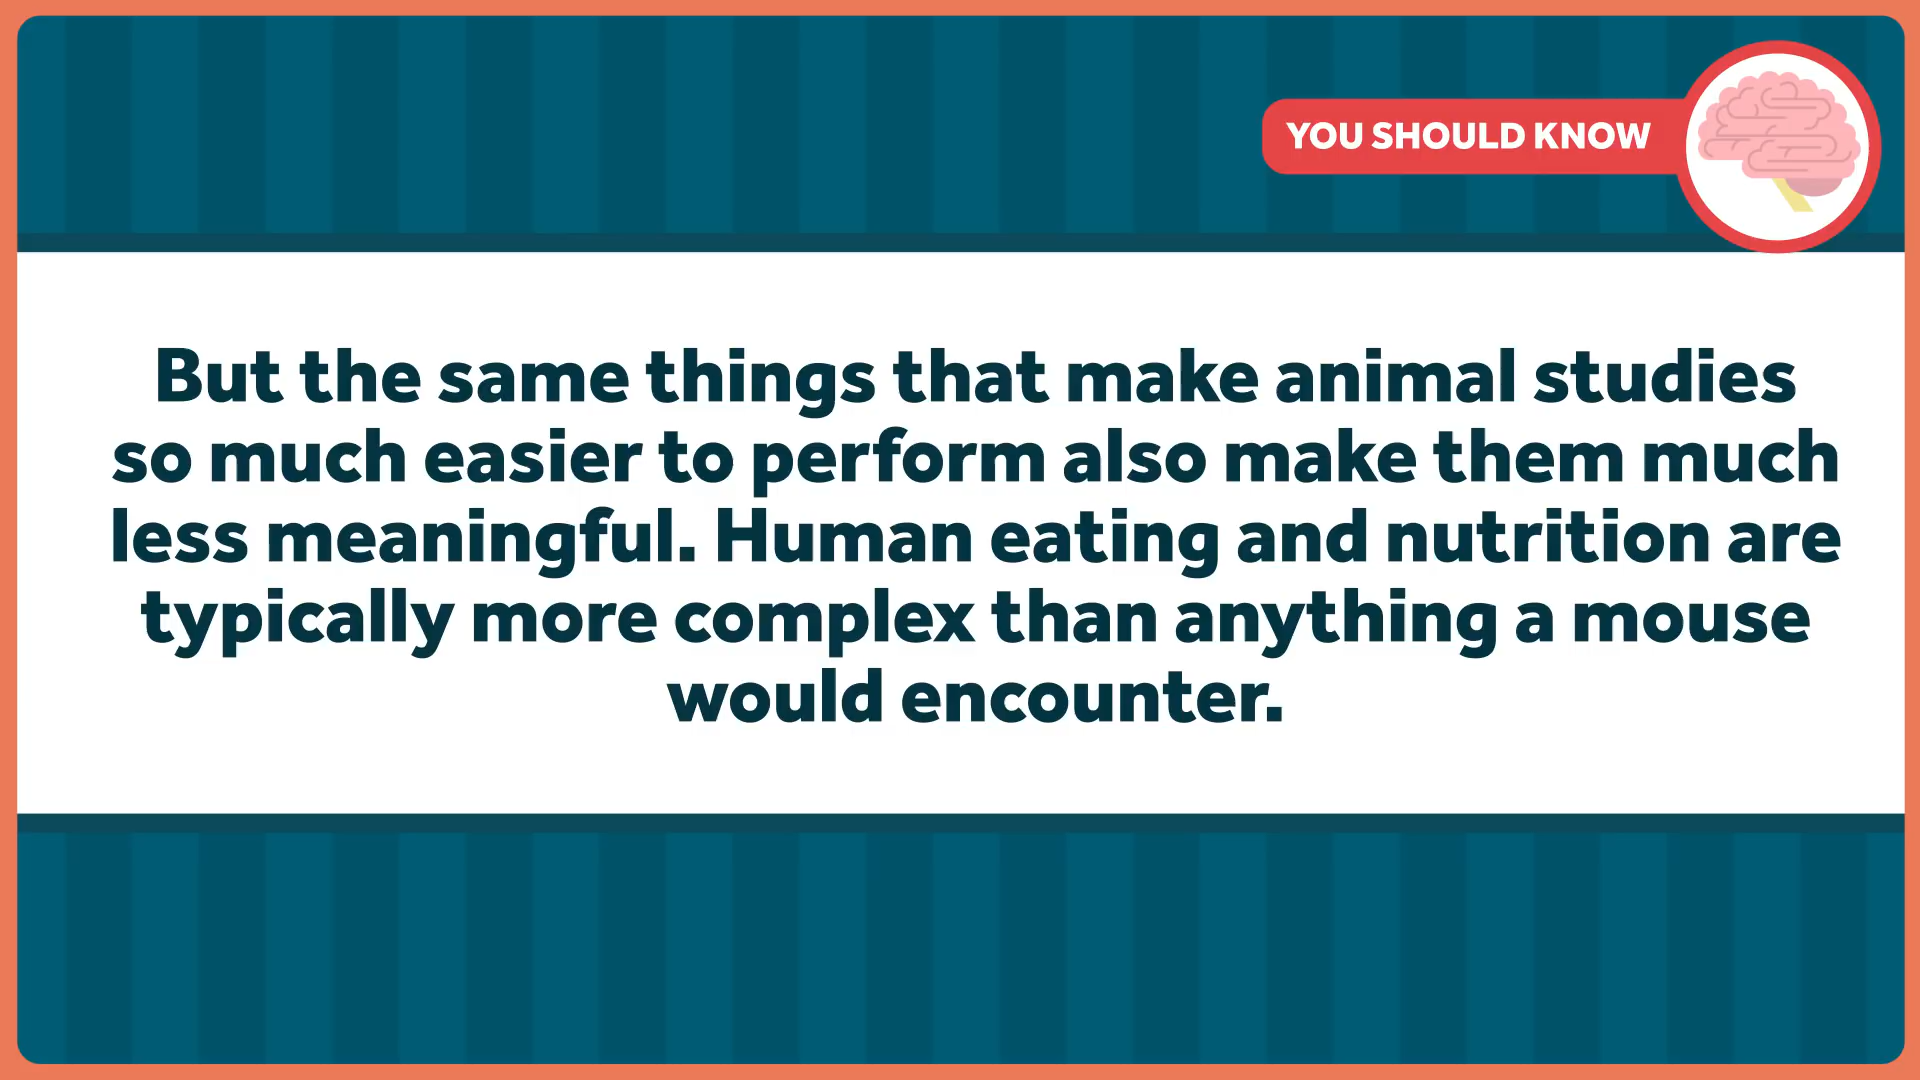 YOU SHOULD KNOW
But the same things that make animal studies
so much easier to perform also make them much
less meaningful. Human eating and nutrition are
typically more complex than anything a mouse
would encounter.